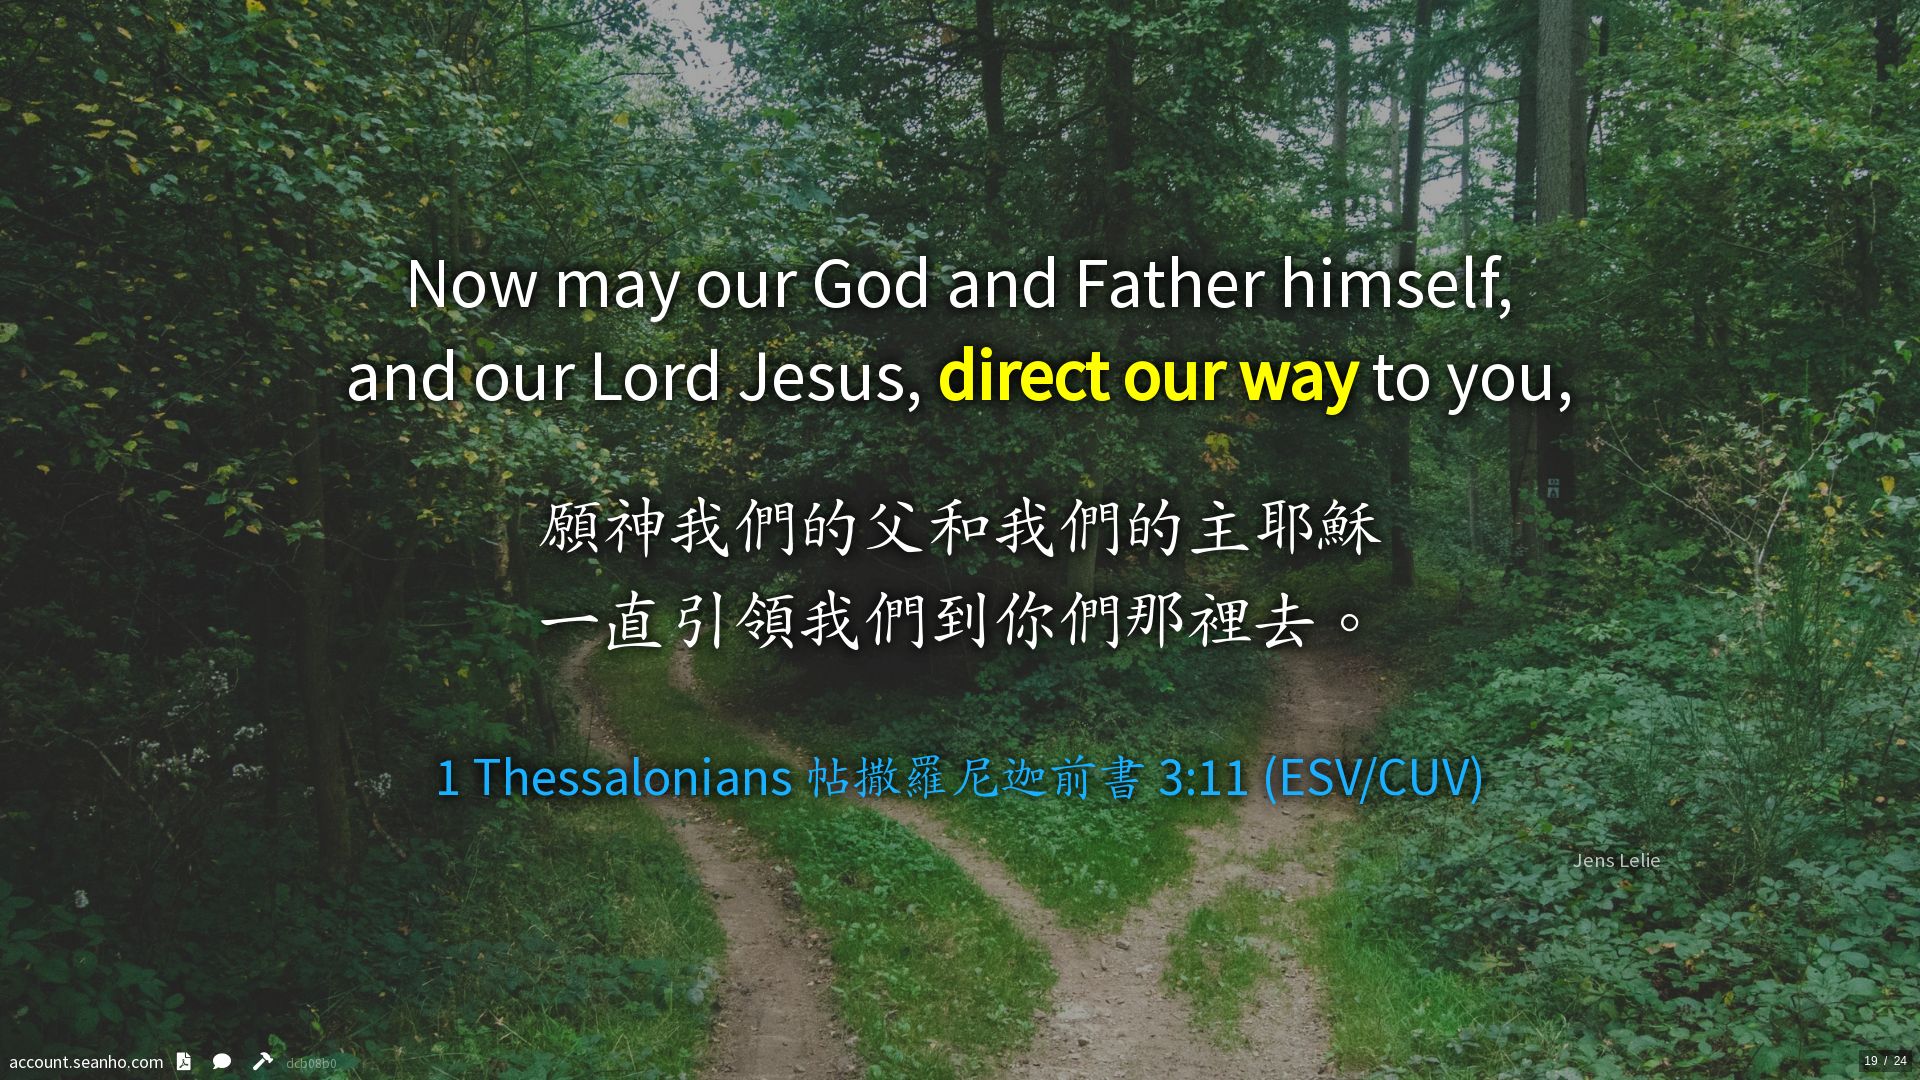 Now may our God and Father himself,
and our Lord Jesus, direct our way to you,
願神我們的父和我們的主耶穌
一直引領我們到你們那裡去。
1 Thessalonians 帖撒羅尼迦前書 3:11 (ESV/CUV)
Jens Lelie
account.seanho.com dcb08b0
19 / 24